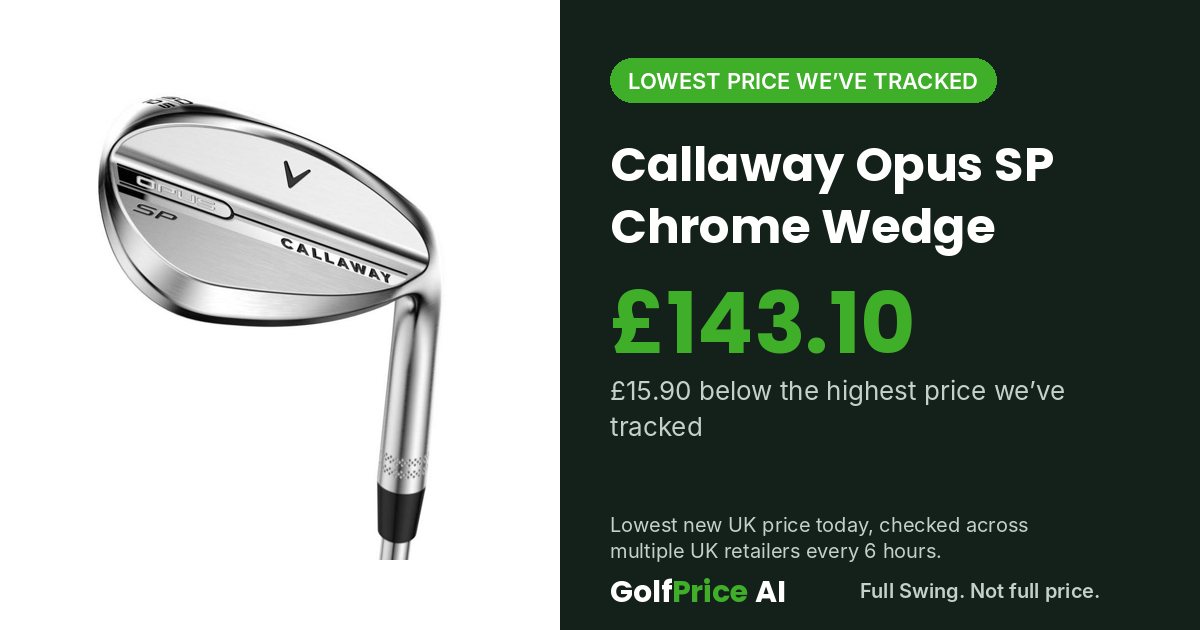 OPUS
SP
CALLAWAY
LOWEST PRICE WE’VE TRACKED
Callaway Opus SP
Chrome Wedge
£143.10
£15.90 below the highest price we’ve
tracked
Lowest new UK price today, checked across
multiple UK retailers every 6 hours.
GolfPrice AI
Full Swing. Not full price.